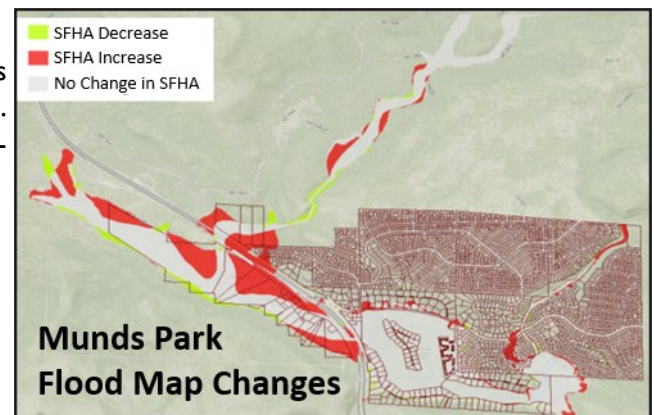 SFHA Decrease
SFHA Increase
No Change in SFHA
s
.
-
Munds Park
Flood Map Changes